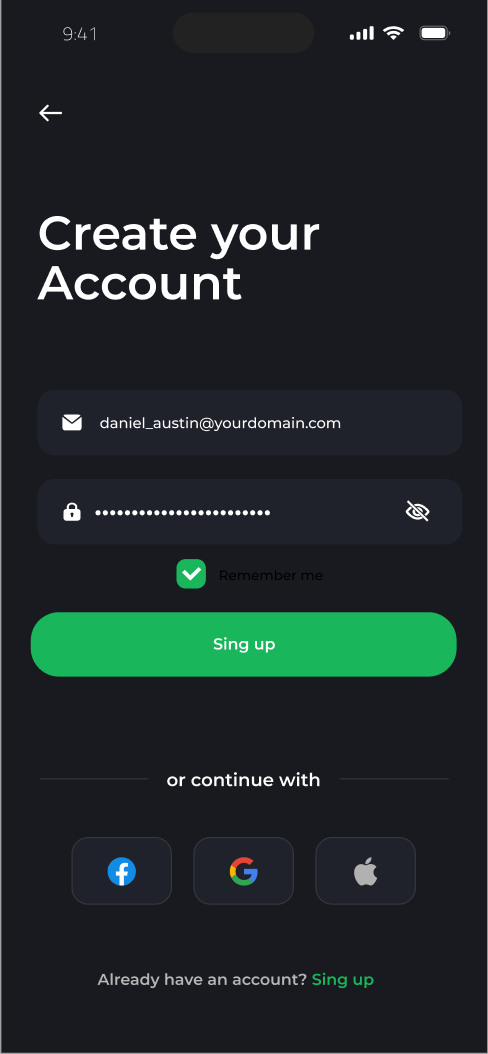 9:41
Create your
Account
daniel_austin@yourdomain.com
••••••••••••••••••••••••
Remember me
Sing up
or continue with
Already have an account? Sing up